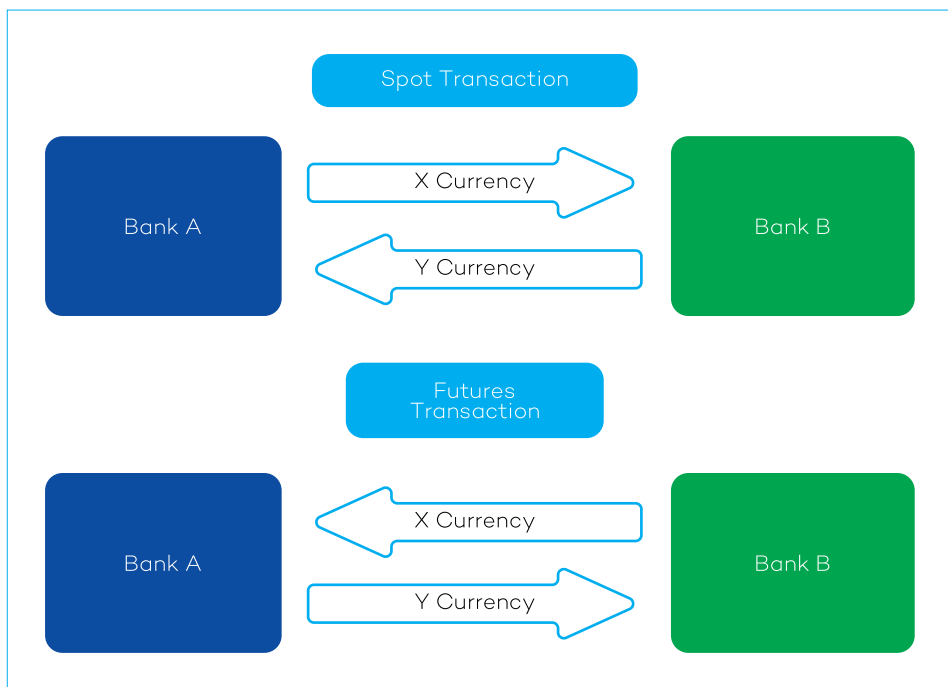 Spot Transaction
Bank A
X Currency
Y Currency
Bank B
Futures
Transaction
Bank A
X Currency
Y Currency
Bank B